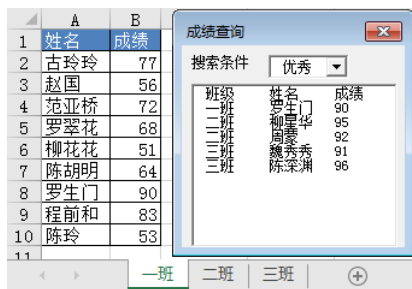 A B
1 姓名 成绩
2 古玲玲 77
3 赵国 56
4 范亚桥 72
5 罗翠花 68
6 柳花花 51
7 陈胡明 64
8 罗生门 90
9 程前和 83
10 陈玲 53
11
成绩查询
搜索条件 优秀
班级 姓名 成绩
一班 罗生门 90
二班 柳星华 95
二班 周蒙 92
三班 魏秀秀 91
三班 陈深渊 96
一班 二班 三班